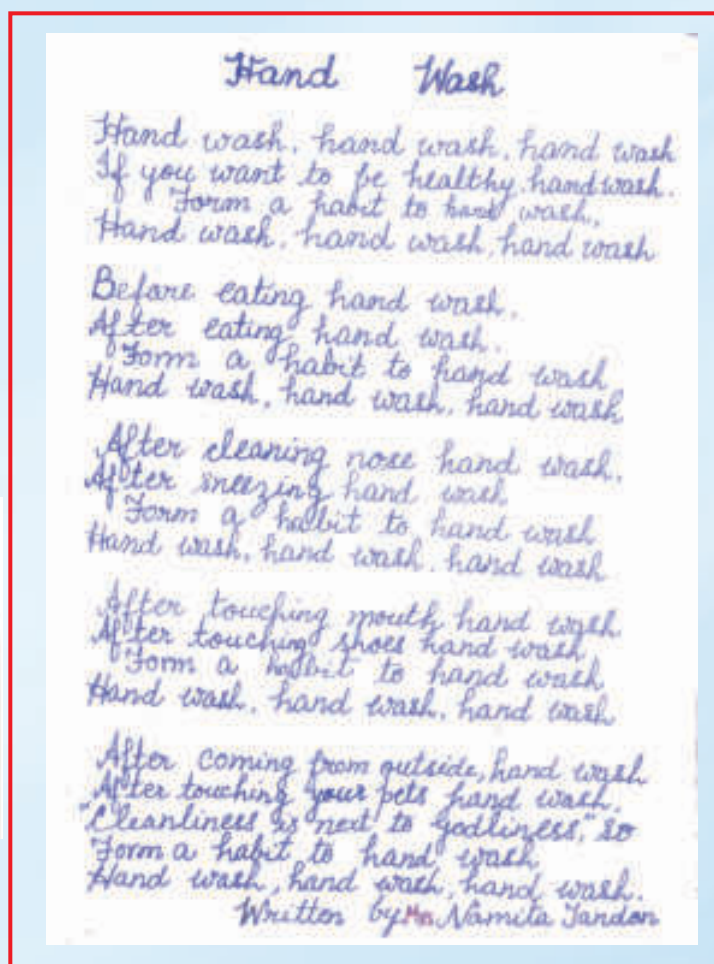 Hand Wash
Hand wash, hand wash, hand wash
If you want to be healthy, handwash.
Form a habit to hand wash,
Hand wash, hand wash, hand wash
Before eating hand wash.
After eating hand wash.
Form a habit to hand wash
Hand wash, hand wash, hand wash
After cleaning nose hand wash.
After sneezing hand wash
Form a habit to hand wash
Hand wash, hand wash, hand wash
After touching mouth hand wash
After touching shoes hand wash
Form a habit to hand wash
Hand wash, hand wash, hand wash
After coming from outside, hand wash
After touching your pets hand wash.
"Cleanliness is next to godliness," so
Form a habit to hand wash
Hand wash, hand wash, hand wash.
Written by Mrs. Namita Tandon